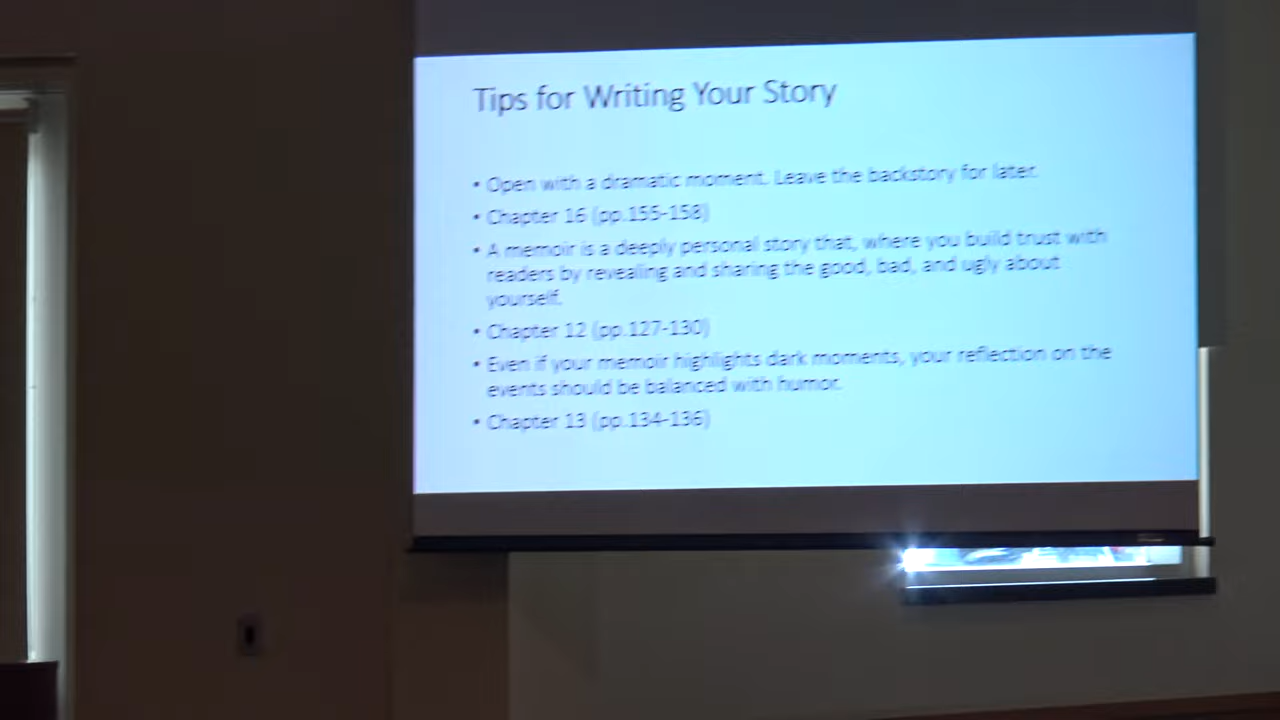 Tips for Writing Your Story
• Open with a dramatic moment. Leave the backstory for later.
• Chapter 16 (pp.155-158)
• A memoir is a deeply personal story that, where you build trust with
readers by revealing and sharing the good, bad, and ugly about
yourself.
• Chapter 12 (pp.127-130)
• Even if your memoir highlights dark moments, your reflection on the
events should be balanced with humor.
• Chapter 13 (pp.134-136)